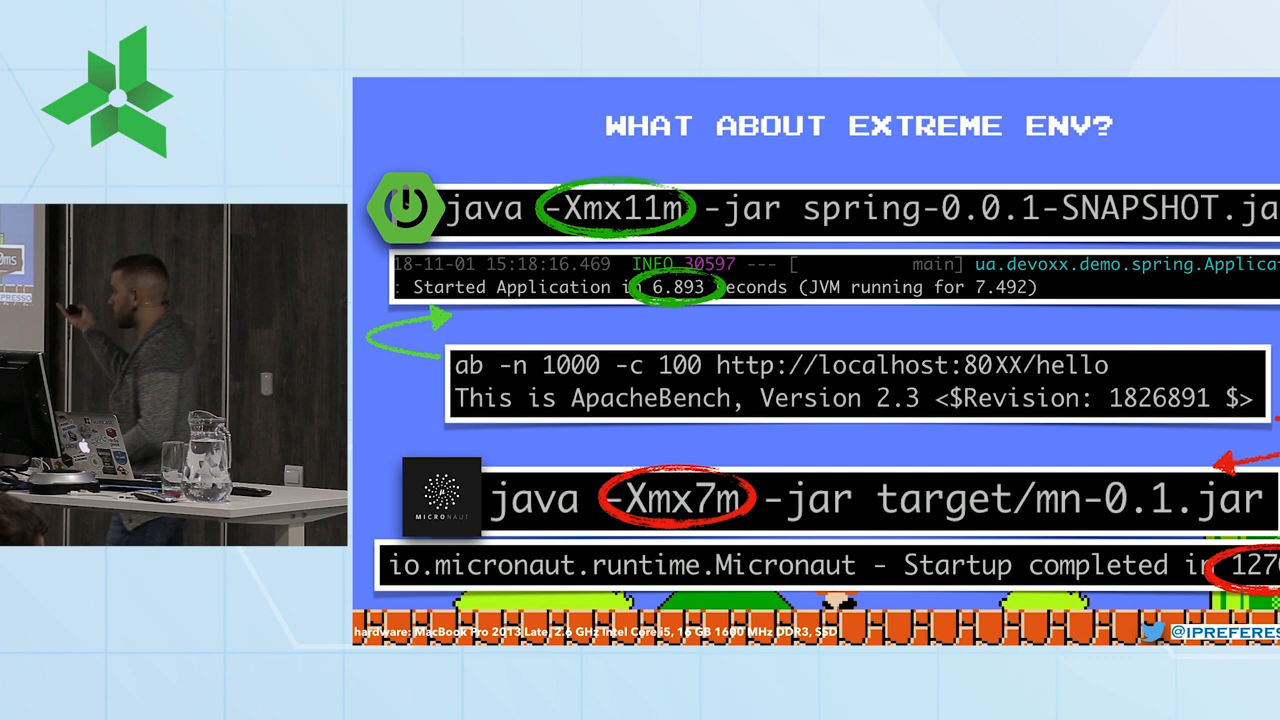 WHAT ABOUT EXTREME ENV?
java -Xmx11m -jar spring-0.0.1-SNAPSHOT.ja
18-11-01 15:18:16.469 INFO 30597 --- [ main] ua.devoxx.demo.spring.Applica
: Started Application in 6.893 seconds (JVM running for 7.492)
ab -n 1000 -c 100 http://localhost:80XX/hello
This is ApacheBench, Version 2.3 <$Revision: 1826891 $>
MICRONAUT
java -Xmx7m -jar target/mn-0.1.jar
io.micronaut.runtime.Micronaut - Startup completed in 127
hardware: MacBook Pro 2013 Late, 2.6 GHz Intel Core i5, 16 GB 1600 MHz DDR3, SSD
@IPREFERES